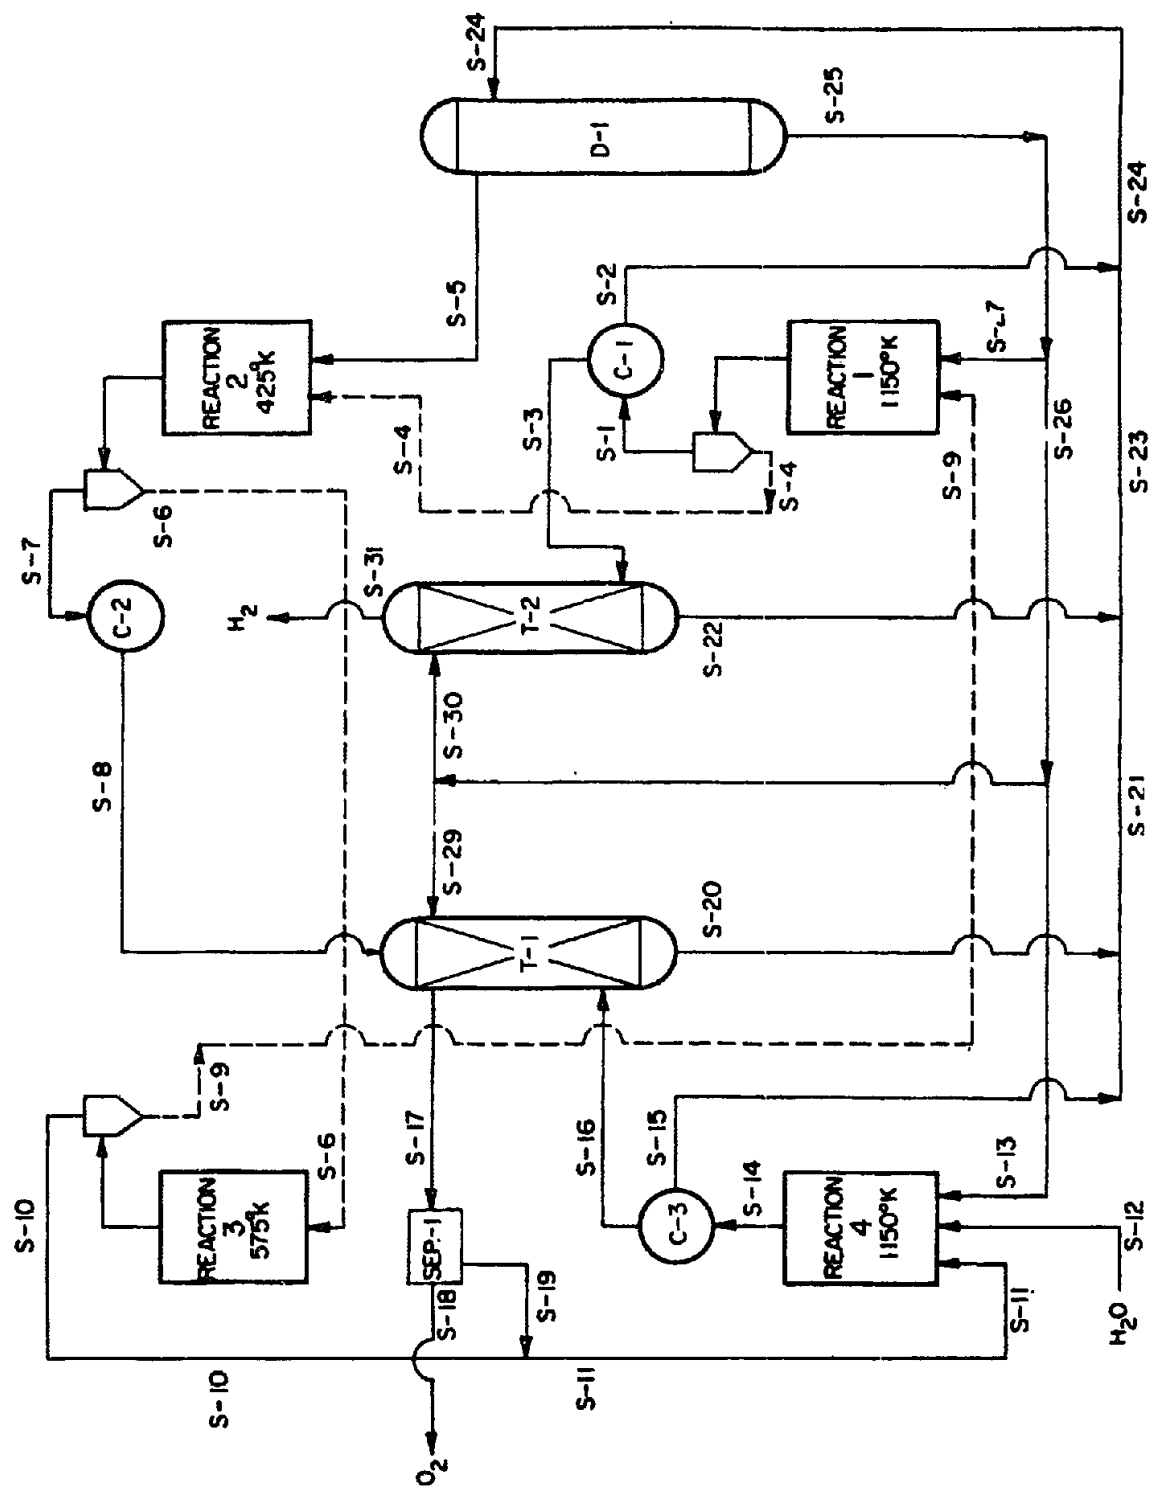 S-10
S-7
S-8
C-2
S-6
REACTION
3
575°K
S-10
S-9
REACTION
2
425°K
H2
S-6
S-31
S-4
S-17
O2
SEP.-1
S-18
S-29
S-30
S-5
S-24
T-1
T-2
S-3
S-19
S-11
S-16
D-1
S-1
S-2
C-1
S-15
C-3
S-20
S-22
S-14
S-4
REACTION
4
1150°K
REACTION
1
1150°K
S-25
S-9
S-27
S-13
S-11
S-26
H2O
S-12
S-21
S-23
S-24